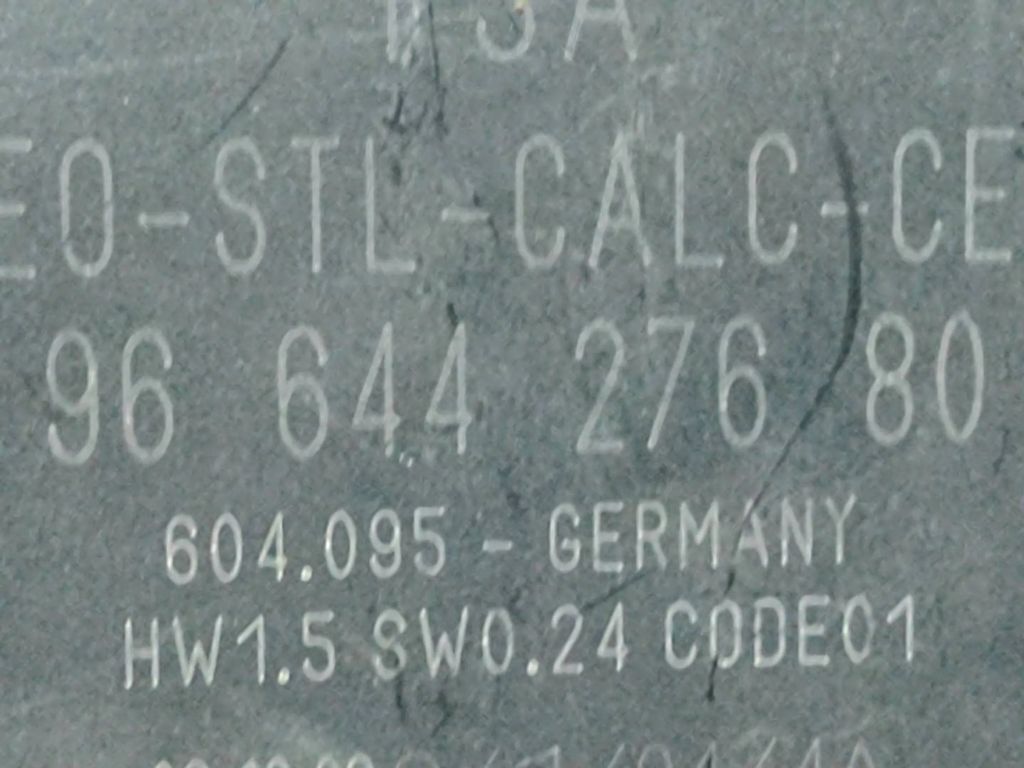 EO-STL-CALC-CE
96 644 276 80
604.095 - GERMANY
HW1.5 SW0.24 CODE01